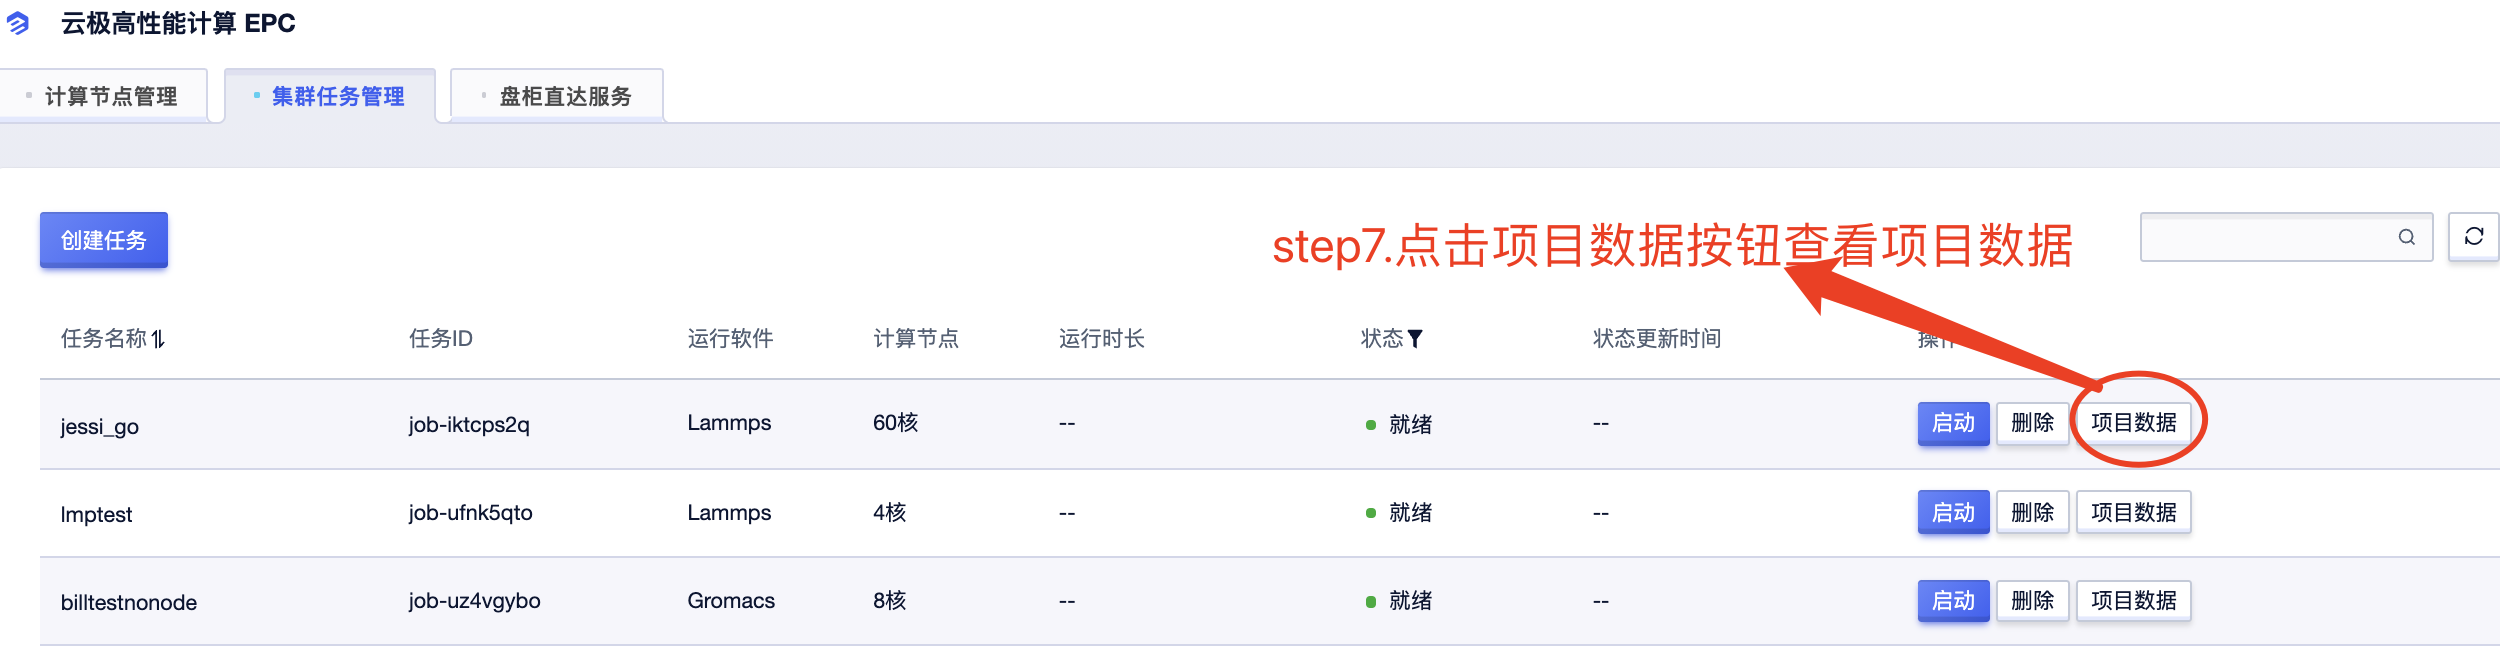 云极高性能计算 EPC
计算节点管理 集群任务管理 盘柜直达服务
创建任务 step7.点击项目数据按钮查看项目数据
任务名称 任务ID 运行软件 计算节点 运行时长 状态 状态更新时间 操作
jessi_go job-iktcps2q Lammps 60核 -- 就绪 -- 启动 删除 项目数据
lmptest job-ufnk5qto Lammps 4核 -- 就绪 -- 启动 删除 项目数据
billtestnonode job-uz4vgybo Gromacs 8核 -- 就绪 -- 启动 删除 项目数据